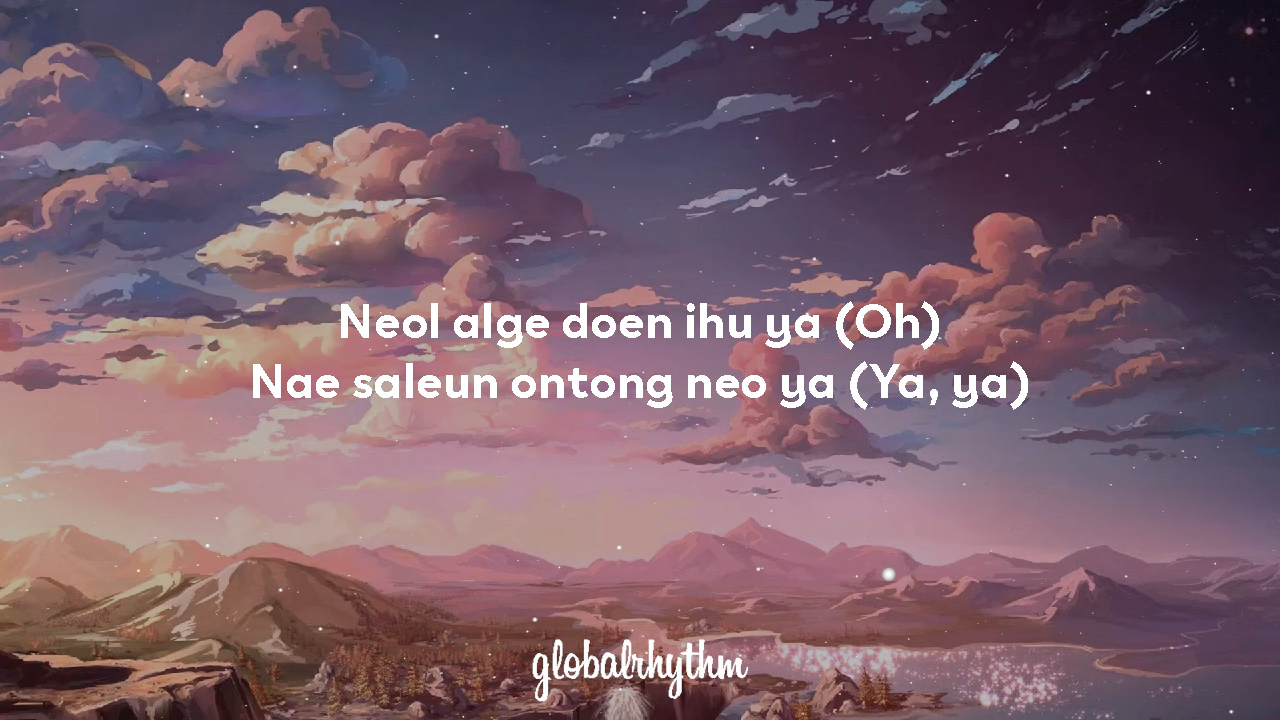 Neol alge doen ihu ya (Oh)
Nae saleun ontong neo ya (Ya, ya)
globalrhythm